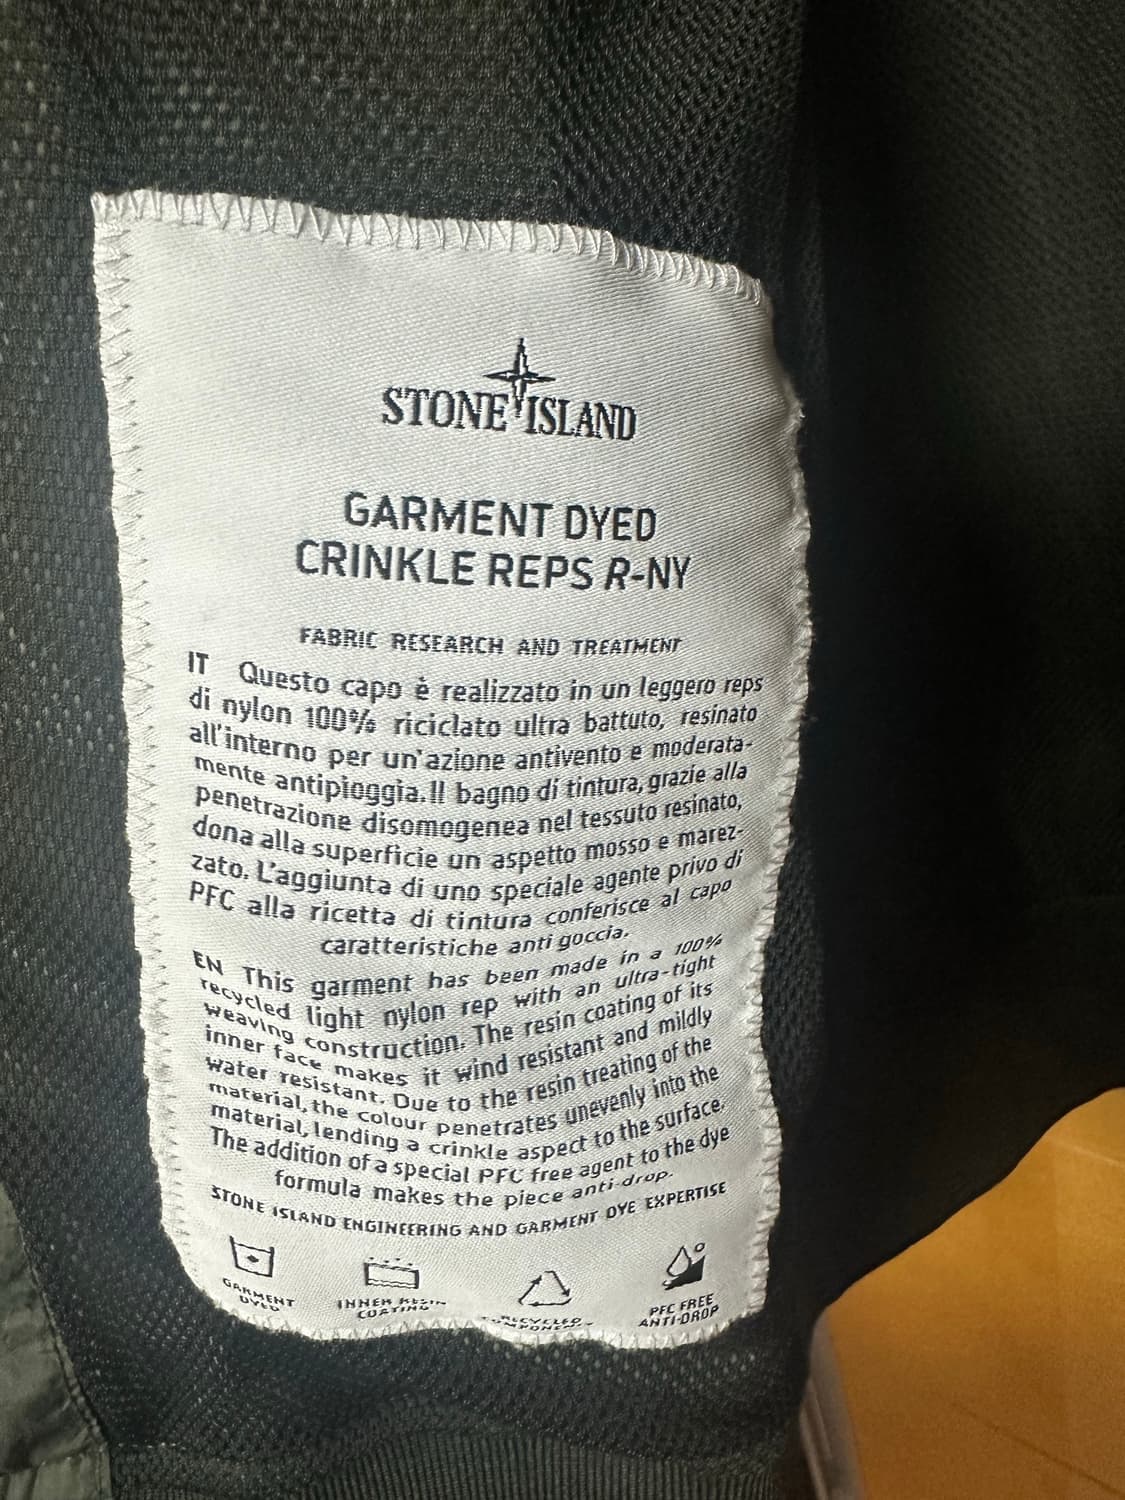 STONE ISLAND
GARMENT DYED
CRINKLE REPS R-NY
FABRIC RESEARCH AND TREATMENT
IT Questo capo è realizzato in un leggero reps
di nylon 100% riciclato ultra battuto, resinato
all'interno per un'azione antivento e moderata-
mente antipioggia. Il bagno di tintura, grazie alla
penetrazione disomogenea nel tessuto resinato,
dona alla superficie un aspetto mosso e marez-
zato. L'aggiunta di uno speciale agente privo di
PFC alla ricetta di tintura conferisce al capo
caratteristiche anti goccia.
EN This garment has been made in a 100%
recycled light nylon rep with an ultra-tight
weaving construction. The resin coating of its
inner face makes it wind resistant and mildly
water resistant. Due to the resin treating of the
material, the colour penetrates unevenly into the
material, lending a crinkle aspect to the surface.
The addition of a special PFC free agent to the dye
formula makes the piece anti-drop.
STONE ISLAND ENGINEERING AND GARMENT DYE EXPERTISE
GARMENT
DYED
INNER RESIN
COATING
RECYCLED
PFC FREE
ANTI-DROP